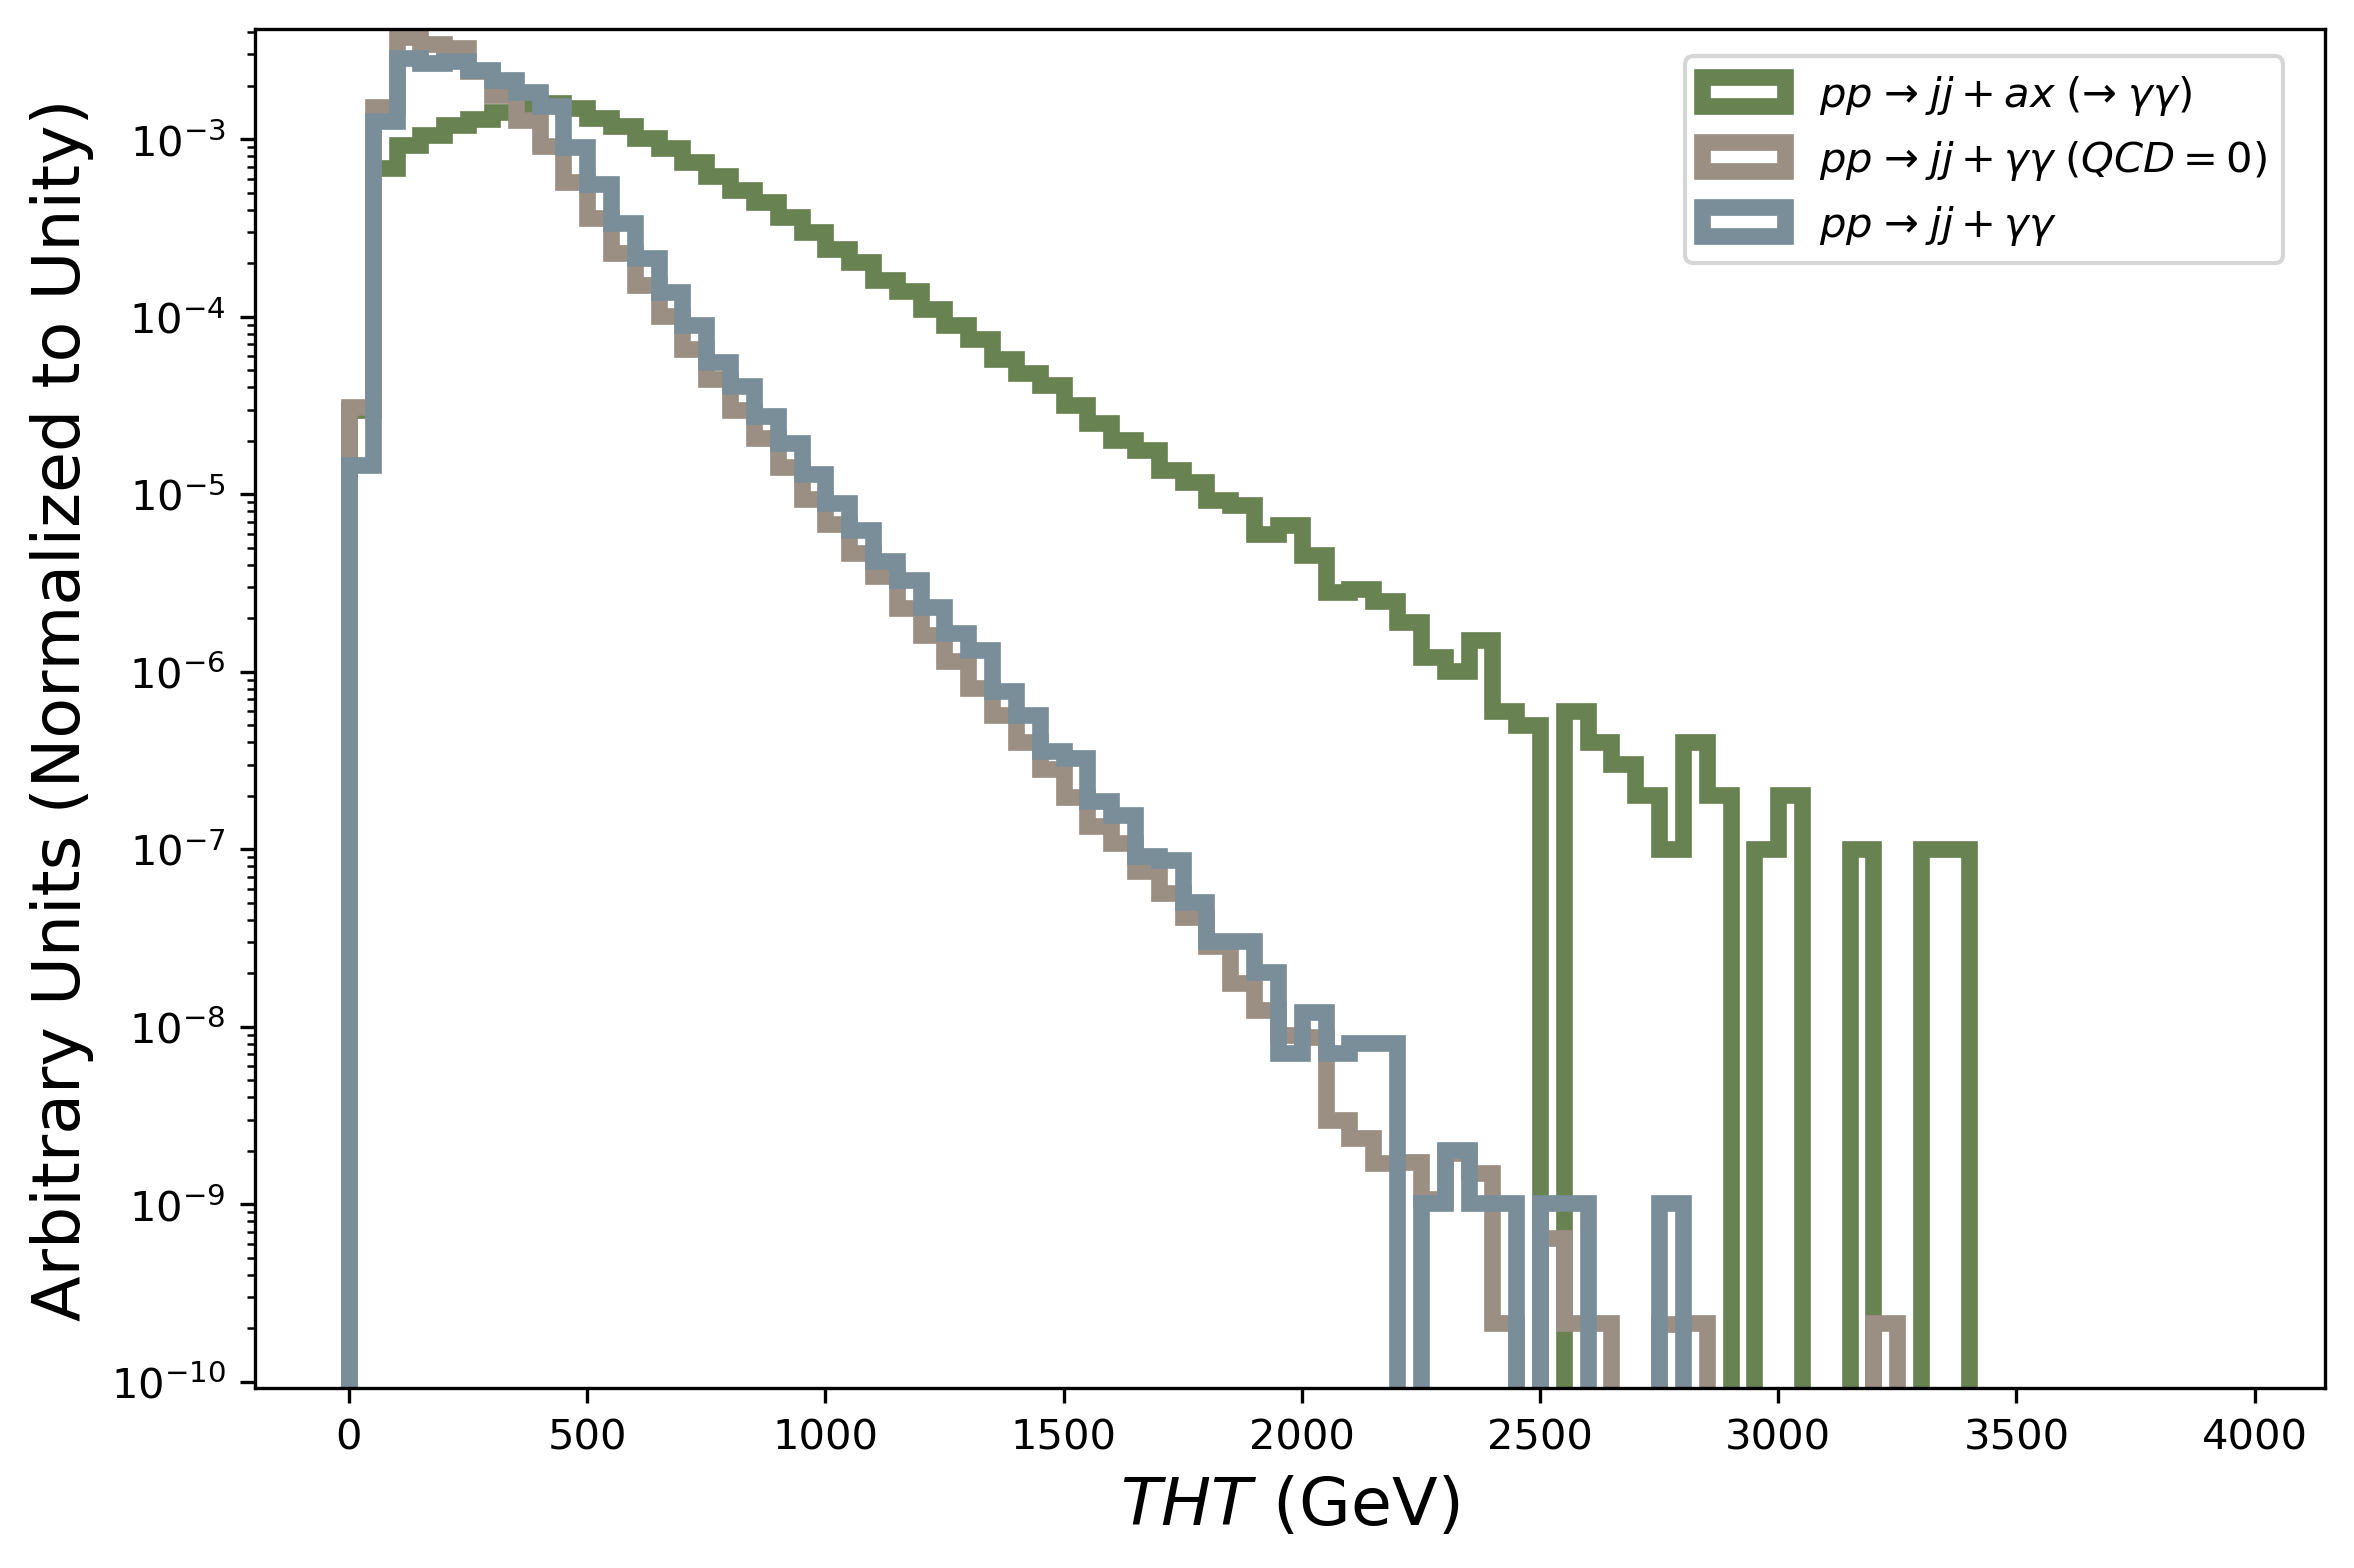 Arbitrary Units (Normalized to Unity)
10⁻³
10⁻⁴
10⁻⁵
10⁻⁶
10⁻⁷
10⁻⁸
10⁻⁹
10⁻¹⁰
pp → jj + ax (→ γγ)
pp → jj + γγ (QCD = 0)
pp → jj + γγ
0 500 1000 1500 2000 2500 3000 3500 4000
THT (GeV)